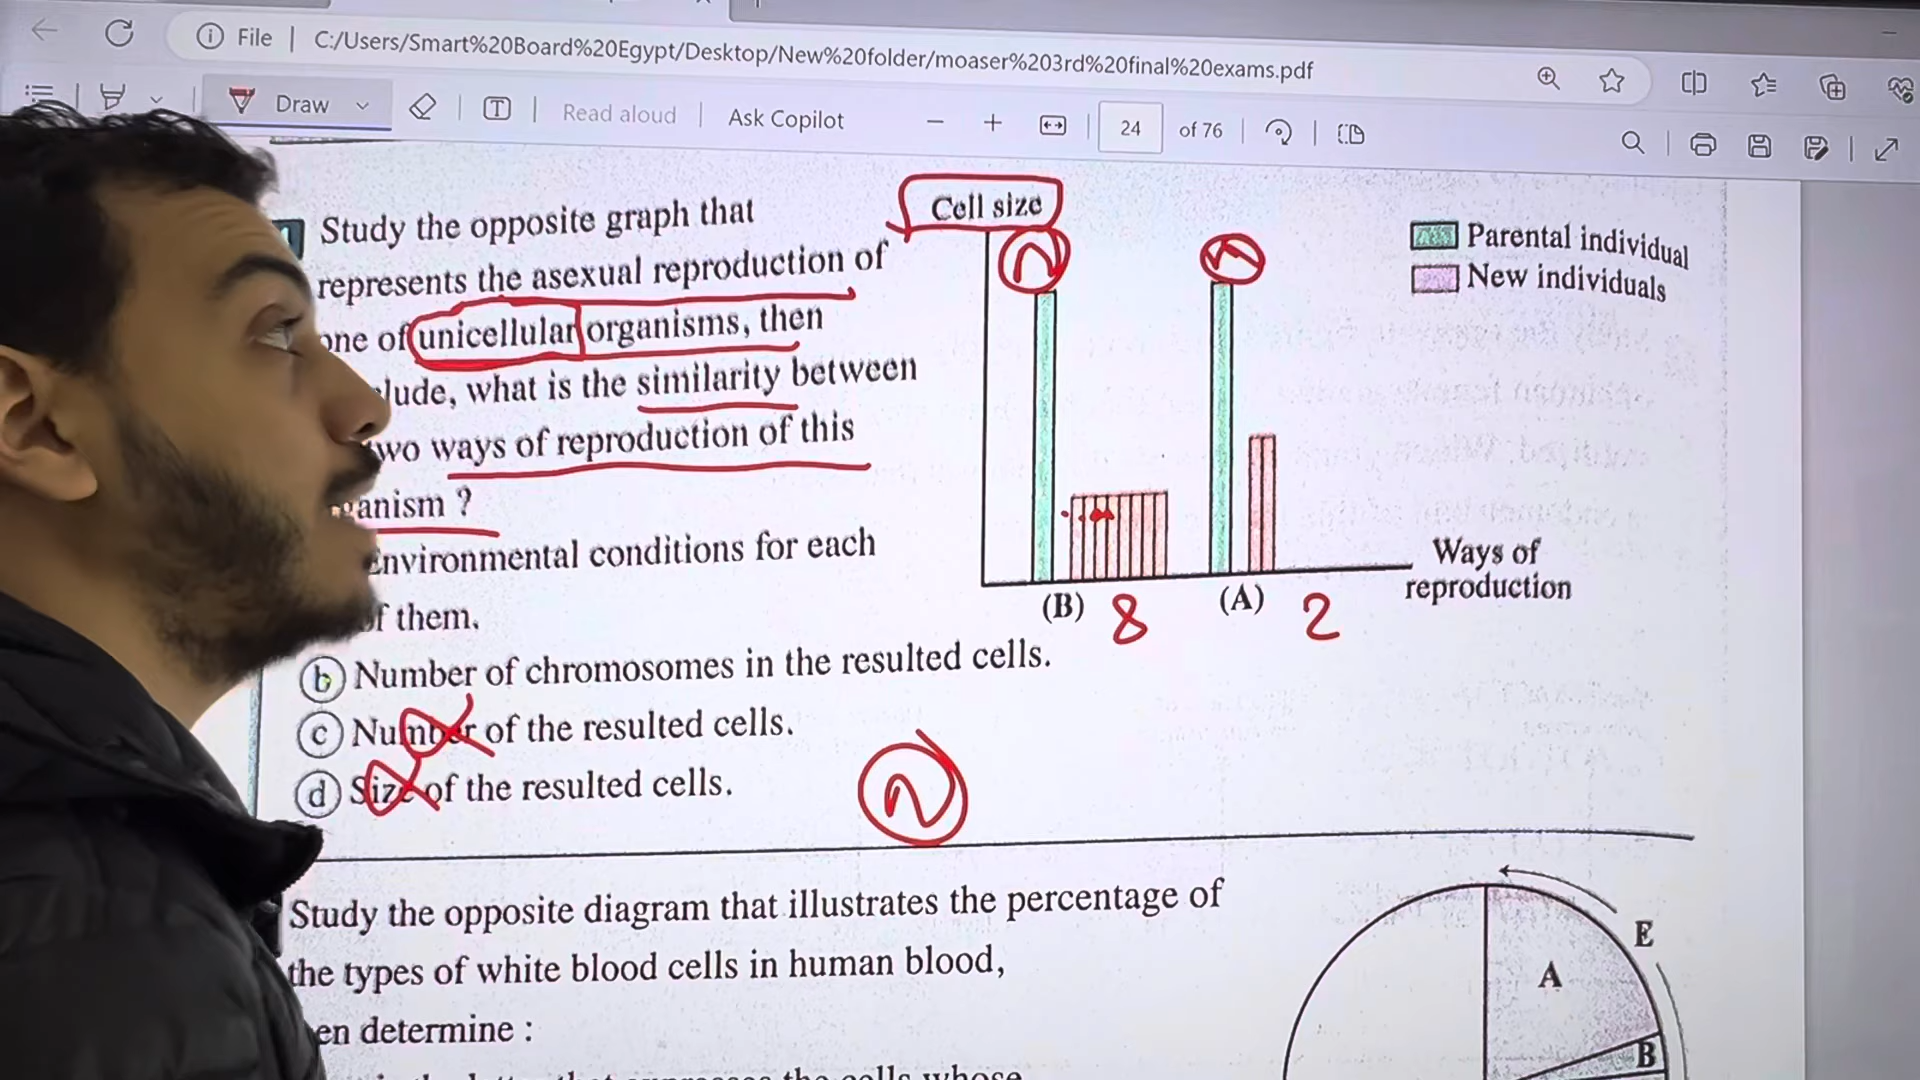 File | C:/Users/Smart%20Board%20Egypt/Desktop/New%20folder/moaser%203rd%20final%20exams.pdf
Draw
Read aloud
Ask Copilot
24
of 76
Study the opposite graph that
represents the asexual reproduction of
one of unicellular organisms, then
lude, what is the similarity between
two ways of reproduction of this
anism ?
Environmental conditions for each
of them.
b Number of chromosomes in the resulted cells.
c Number of the resulted cells.
d Size of the resulted cells.
Cell size
Parental individual
New individuals
(B)
8
(A)
2
Ways of
reproduction
Study the opposite diagram that illustrates the percentage of
the types of white blood cells in human blood,
en determine :
E
A
B